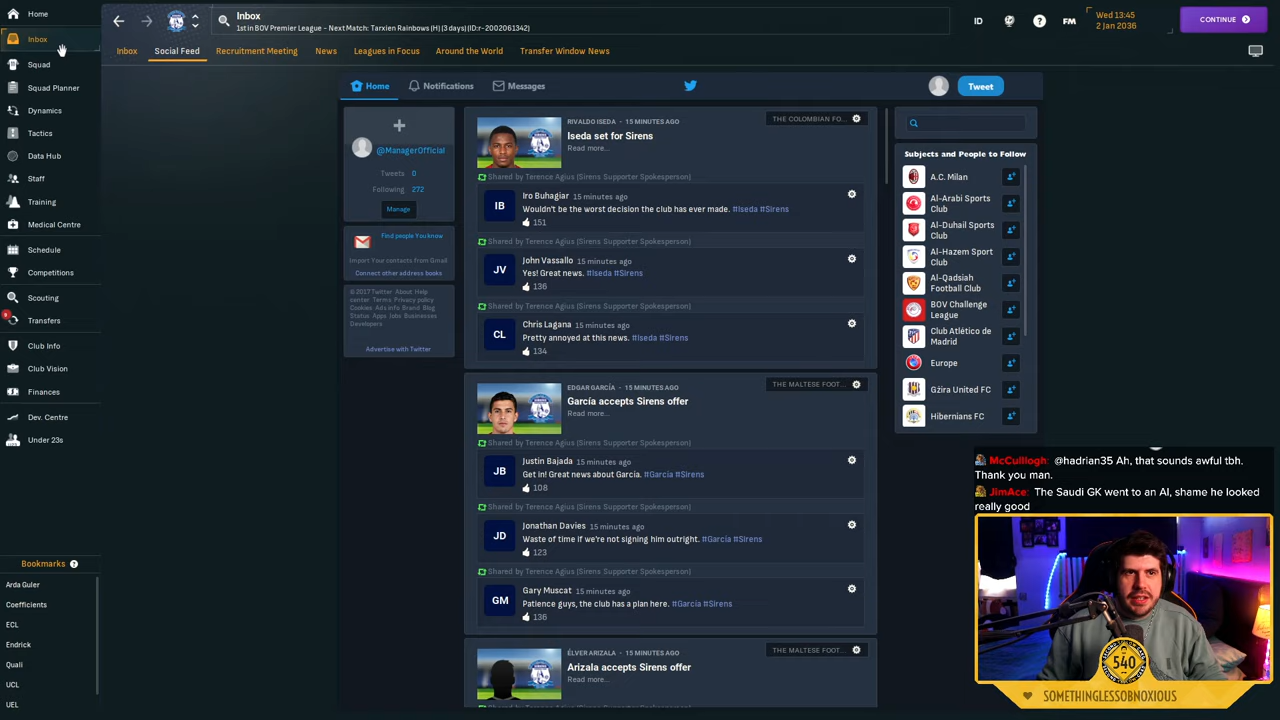 Home
Inbox
Squad
Squad Planner
Dynamics
Tactics
Data Hub
Staff
Training
Medical Centre
Schedule
Competitions
Scouting
Transfers
Club Info
Club Vision
Finances
Dev. Centre
Under 23s
Bookmarks
Arda Guler
Coefficients
ECL
Endrick
Quali
UCL
UEL
Inbox
1st in BOV Premier League - Next Match: Tarxien Rainbows (H) (3 days) (ID:r-2002061342)
ID
FM
Wed 13:45
2 Jan 2036
CONTINUE
Inbox
Social Feed
Recruitment Meeting
News
Leagues in Focus
Around the World
Transfer Window News
Home
Notifications
Messages
Tweet
@ManagerOfficial
Tweets 0
Following 272
Manage
Find people You know
Import Your contacts from Gmail
Connect other address books
© 2017 Twitter About Help
center Terms Privacy policy
Cookies Ads info Brand Blog
Status Apps Jobs Businesses
Developers
Advertise with Twitter
RIVALDO ISEDA - 15 MINUTES AGO
THE COLOMBIAN FO...
Iseda set for Sirens
Read more...
Shared by Terence Agius (Sirens Supporter Spokesperson)
IB
Iro Buhagiar 15 minutes ago
Wouldn't be the worst decision the club has ever made. #Iseda #Sirens
151
Shared by Terence Agius (Sirens Supporter Spokesperson)
JV
John Vassallo 15 minutes ago
Yes! Great news. #Iseda #Sirens
136
Shared by Terence Agius (Sirens Supporter Spokesperson)
CL
Chris Lagana 15 minutes ago
Pretty annoyed at this news. #Iseda #Sirens
134
EDGAR GARCÍA - 15 MINUTES AGO
THE MALTESE FOOT...
García accepts Sirens offer
Read more...
Shared by Terence Agius (Sirens Supporter Spokesperson)
JB
Justin Bajada 15 minutes ago
Get in! Great news about García. #García #Sirens
108
Shared by Terence Agius (Sirens Supporter Spokesperson)
JD
Jonathan Davies 15 minutes ago
Waste of time if we're not signing him outright. #García #Sirens
123
Shared by Terence Agius (Sirens Supporter Spokesperson)
GM
Gary Muscat 15 minutes ago
Patience guys, the club has a plan here. #García #Sirens
136
ÉLVER ARIZALA - 15 MINUTES AGO
THE MALTESE FOOT...
Arizala accepts Sirens offer
Read more...
Subjects and People to Follow
A.C. Milan
Al-Arabi Sports
Club
Al-Duhail Sports
Club
Al-Hazem Sport
Club
Al-Qadsiah
Football Club
BOV Challenge
League
Club Atlético de
Madrid
Europe
Gżira United FC
Hibernians FC
McCulllogh: @hadrian35 Ah, that sounds awful tbh.
Thank you man.
JimAce: The Saudi GK went to an AI, shame he looked
really good
540
SOMETHINGLESSOBNOXIOUS